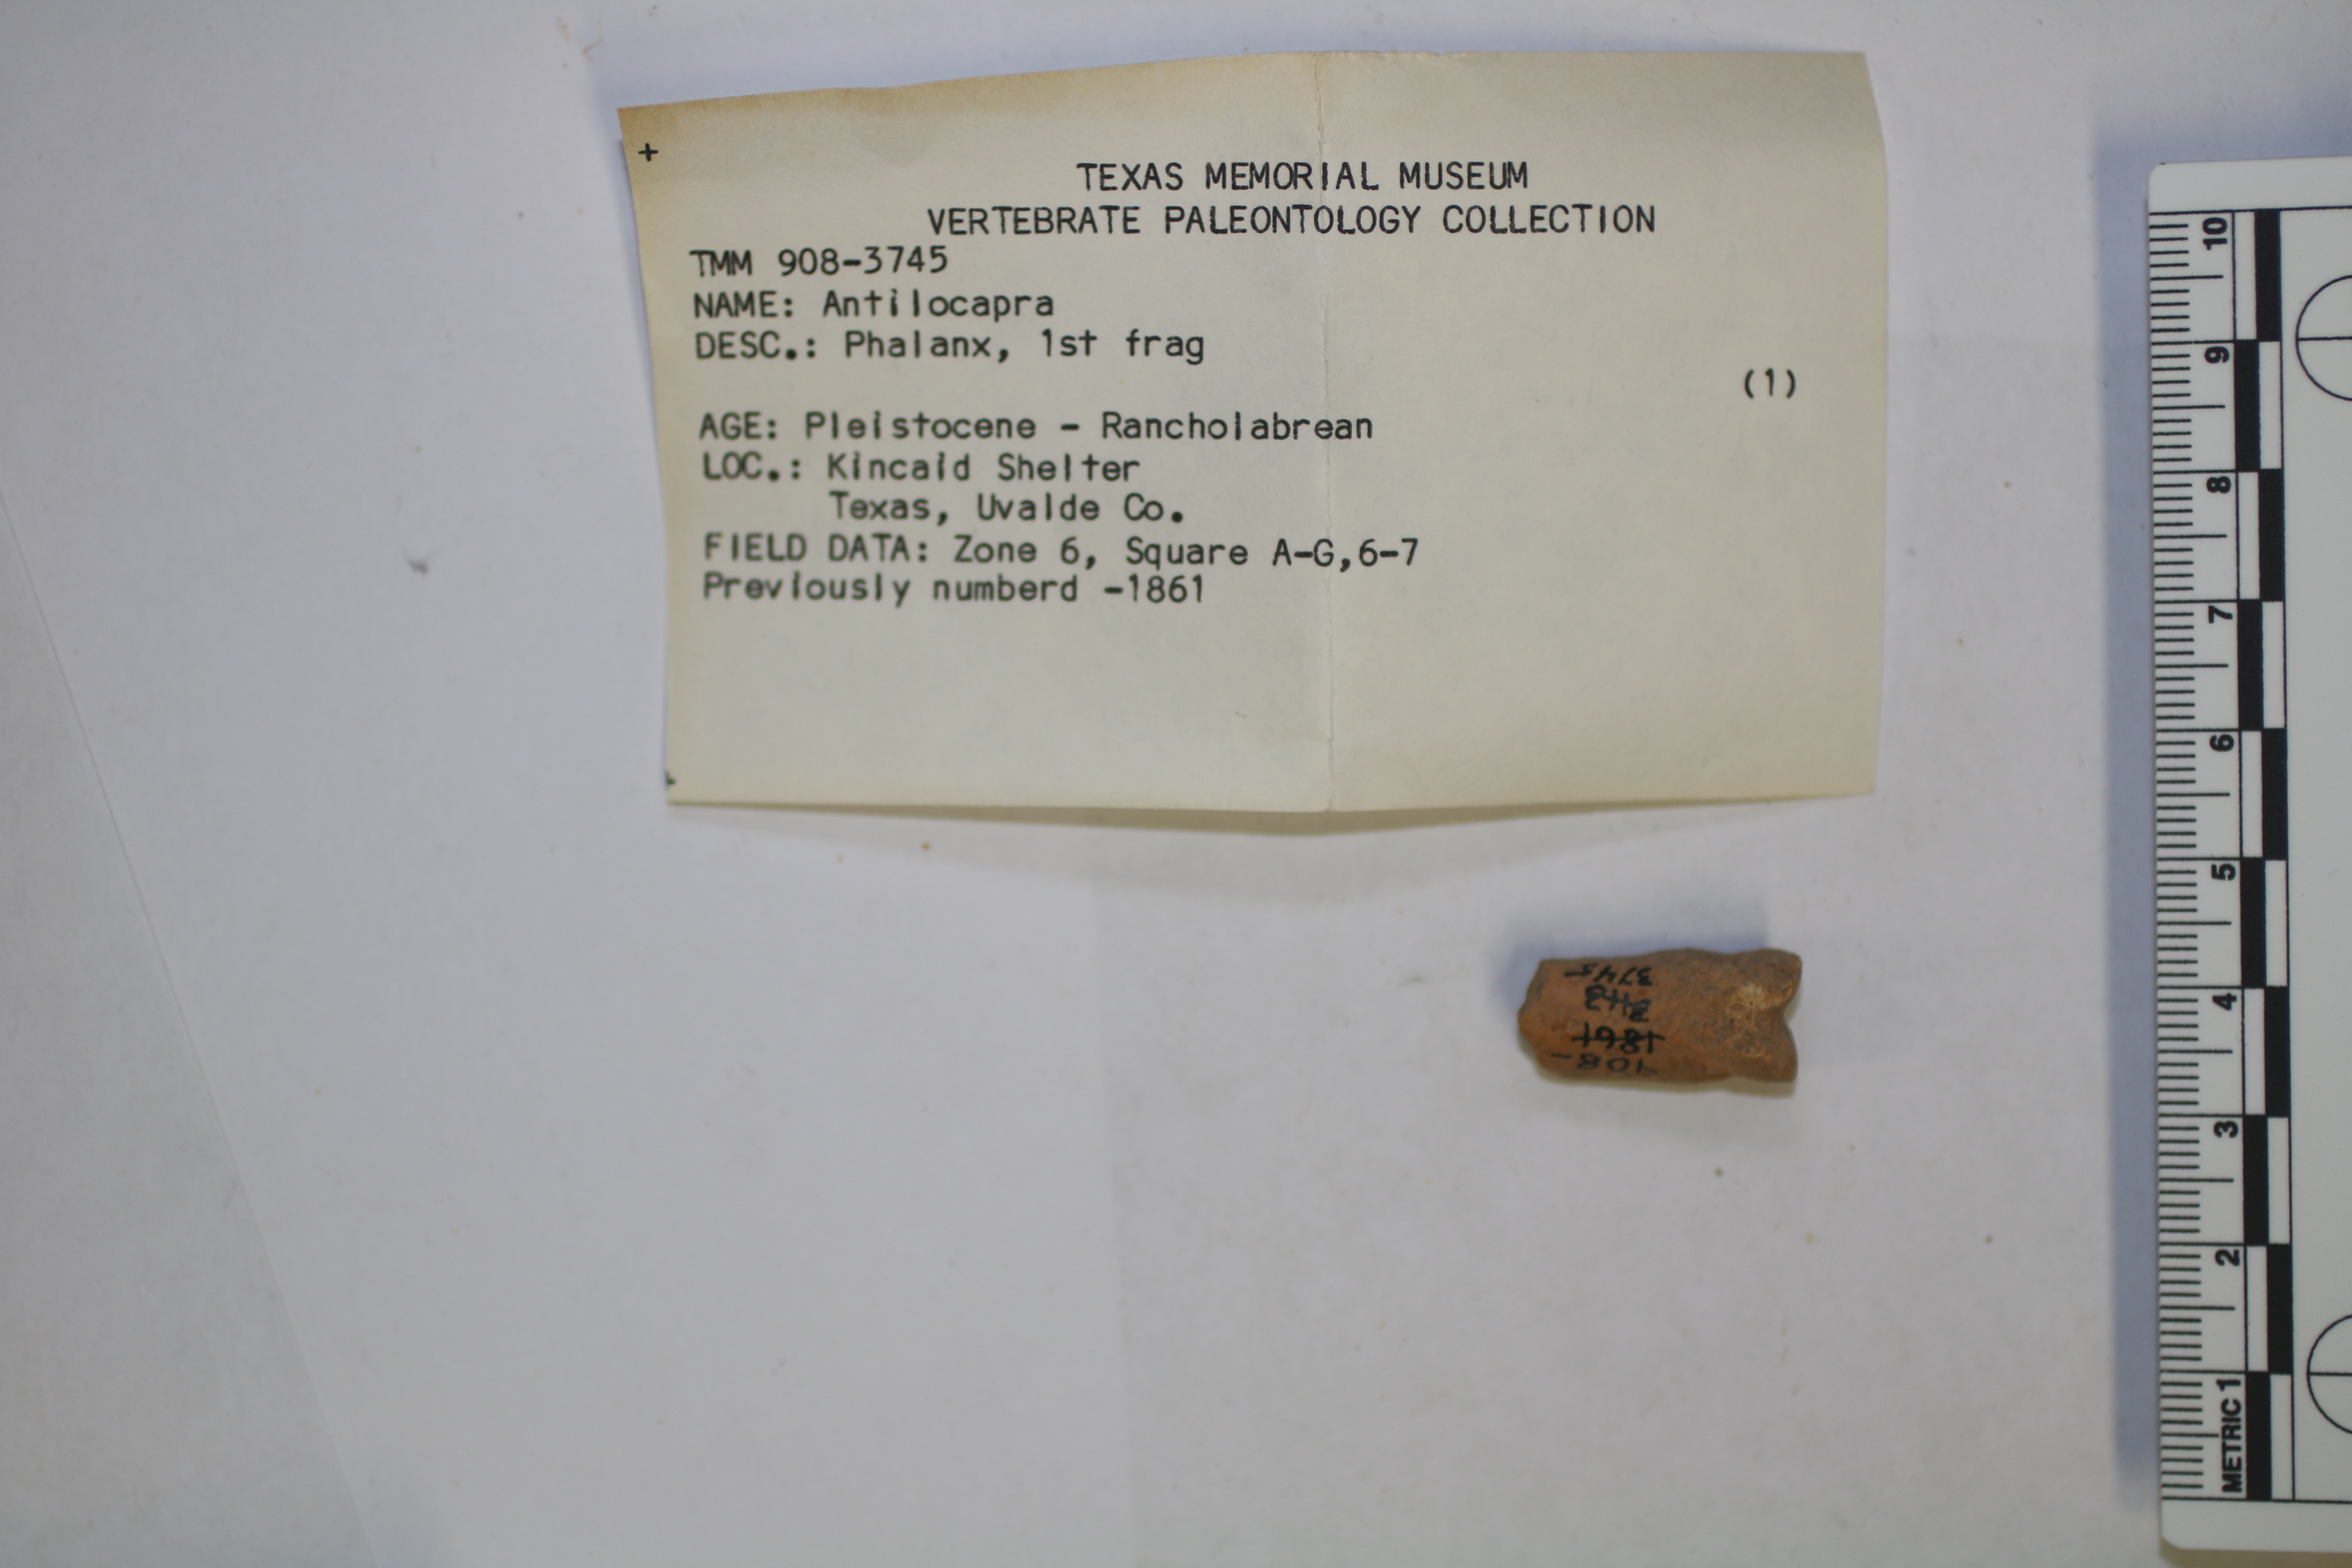 +
TEXAS MEMORIAL MUSEUM
VERTEBRATE PALEONTOLOGY COLLECTION
TMM 908-3745
NAME: Antilocapra
DESC.: Phalanx, 1st frag
(1)
AGE: Pleistocene - Rancholabrean
LOC.: Kincaid Shelter
Texas, Uvalde Co.
FIELD DATA: Zone 6, Square A-G,6-7
Previously numberd -1861
908-
1861
3745
10
9
8
7
6
5
4
3
2
METRIC 1